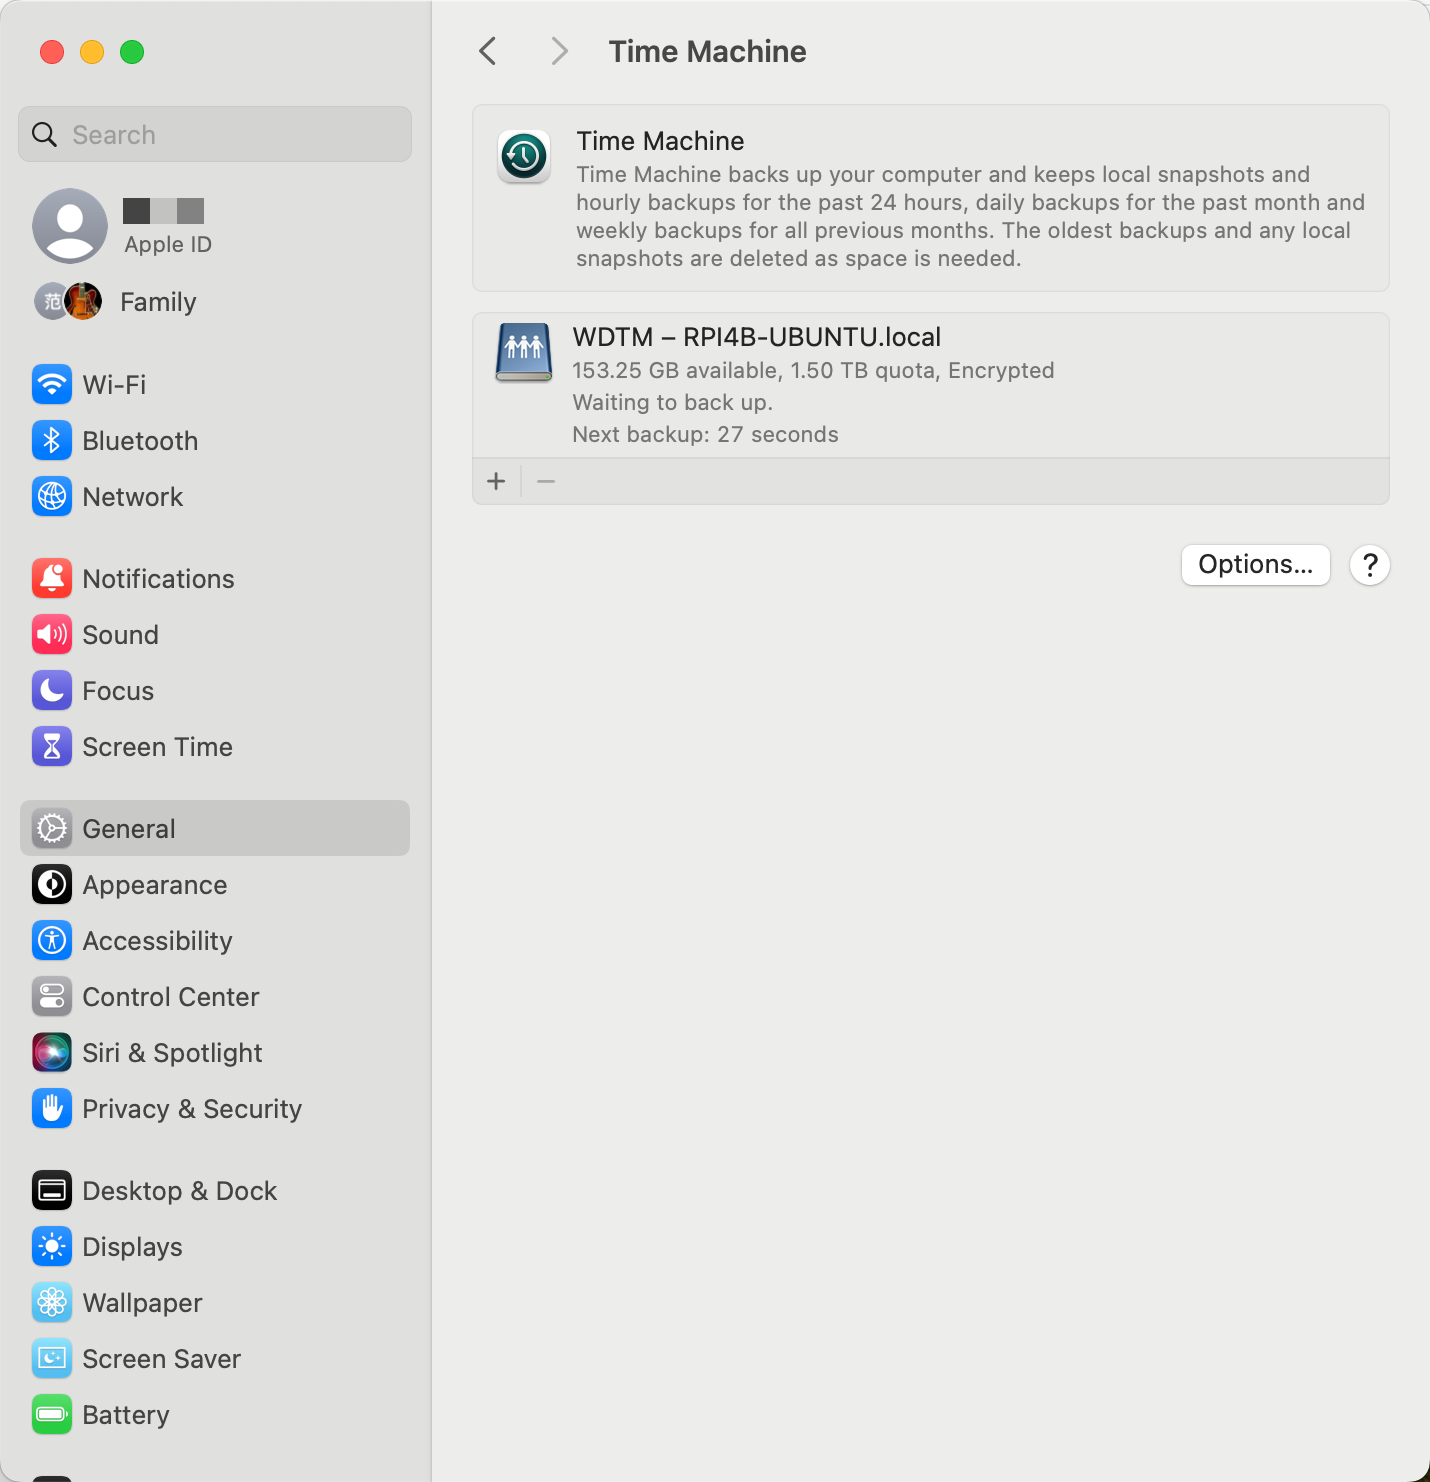 Time Machine
Search
Apple ID
范
Family
Wi-Fi
Bluetooth
Network
Notifications
Sound
Focus
Screen Time
General
Appearance
Accessibility
Control Center
Siri & Spotlight
Privacy & Security
Desktop & Dock
Displays
Wallpaper
Screen Saver
Battery
Time Machine
Time Machine backs up your computer and keeps local snapshots and
hourly backups for the past 24 hours, daily backups for the past month and
weekly backups for all previous months. The oldest backups and any local
snapshots are deleted as space is needed.
WDTM – RPI4B-UBUNTU.local
153.25 GB available, 1.50 TB quota, Encrypted
Waiting to back up.
Next backup: 27 seconds
Options...
?